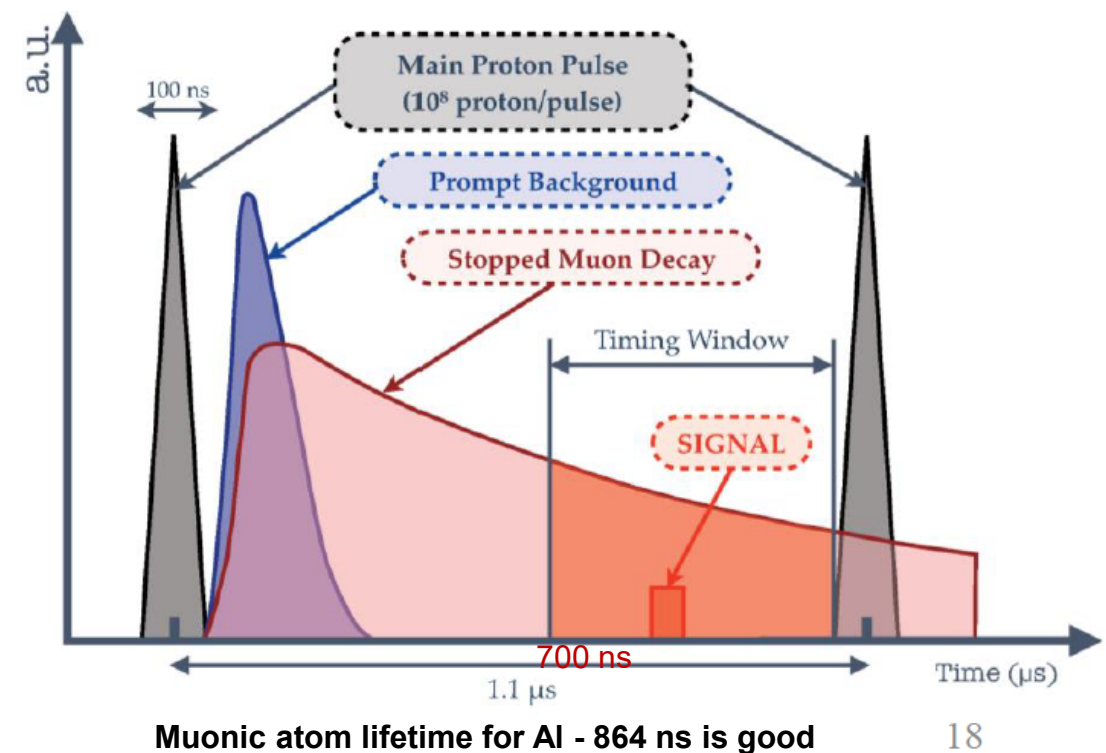 a.u.
100 ns
Main Proton Pulse
(10⁸ proton/pulse)
Prompt Background
Stopped Muon Decay
Timing Window
SIGNAL
700 ns
1.1 µs
Time (µs)
Muonic atom lifetime for Al - 864 ns is good
18